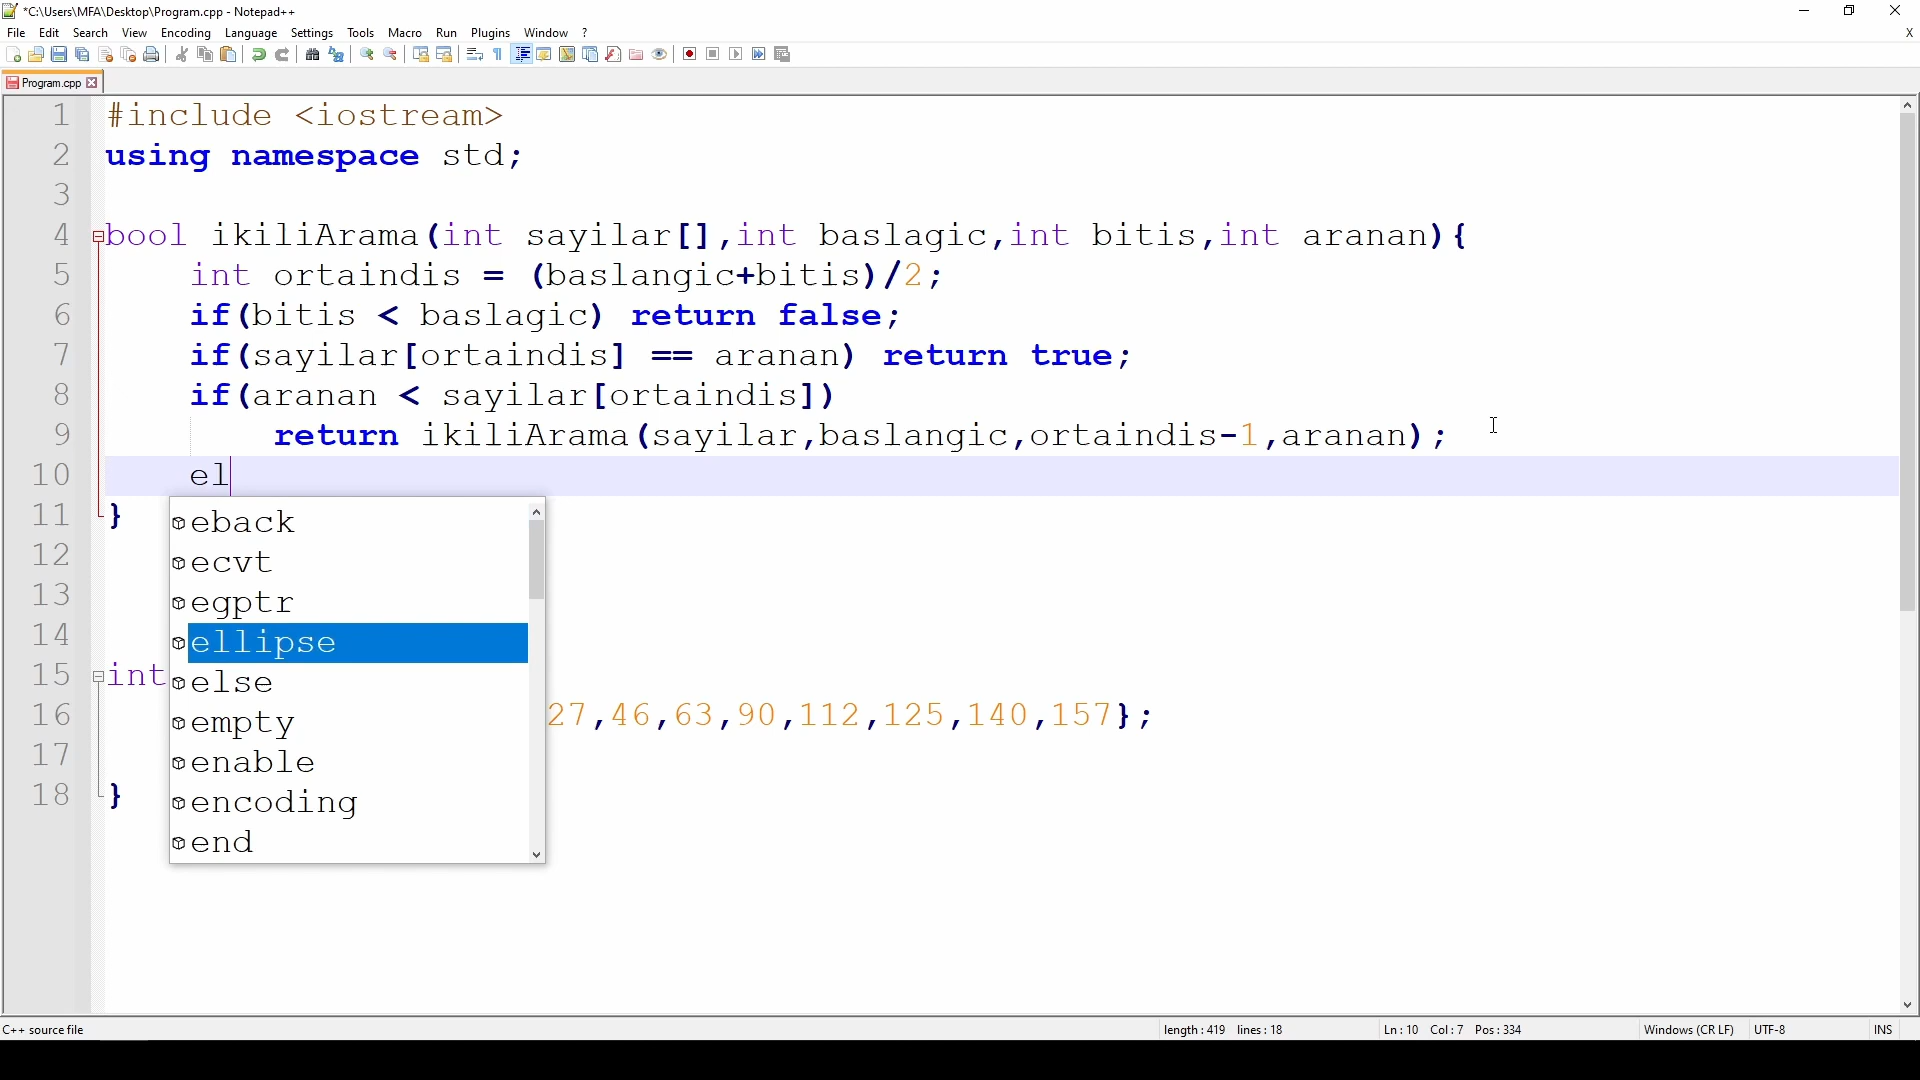 *C:\Users\MFA\Desktop\Program.cpp - Notepad++
File Edit Search View Encoding Language Settings Tools Macro Run Plugins Window ? X
Program.cpp
1 #include <iostream>
2 using namespace std;
3
4 bool ikiliArama(int sayilar[],int baslagic,int bitis,int aranan){
5 int ortaindis = (baslangic+bitis)/2;
6 if(bitis < baslagic) return false;
7 if(sayilar[ortaindis] == aranan) return true;
8 if(aranan < sayilar[ortaindis])
9 return ikiliArama(sayilar,baslangic,ortaindis-1,aranan);
10 el
11 }
eback
12
ecvt
13
egptr
14
ellipse
15 int
else
16 27,46,63,90,112,125,140,157};
empty
17
enable
18 }
encoding
end
C++ source file length : 419 lines : 18 Ln : 10 Col : 7 Pos : 334 Windows (CR LF) UTF-8 INS